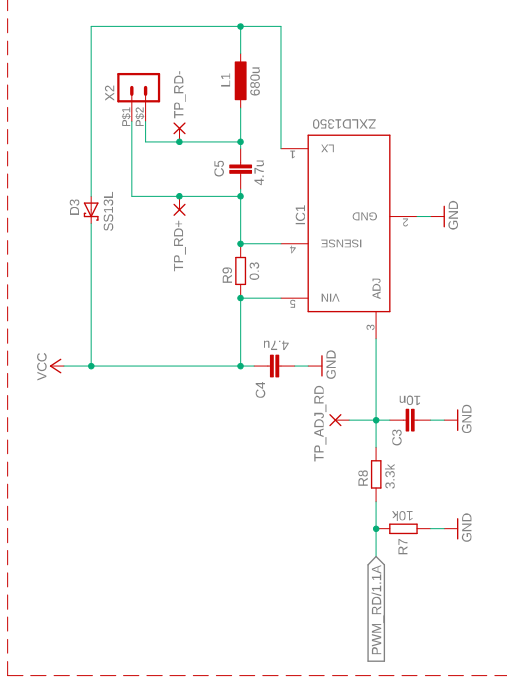 L1
680u
TP_RD-
X2
P$1
P$2
C5
4.7u
ZXLD1350
LX
1
D3
SS13L
TP_RD+
IC1
GND
2
GND
ISENSE
4
R9
0.3
VIN
5
ADJ
3
VCC
4.7u
C4
GND
TP_ADJ_RD
10n
C3
GND
R8
3.3k
10k
R7
GND
PWM_RD/1.1A